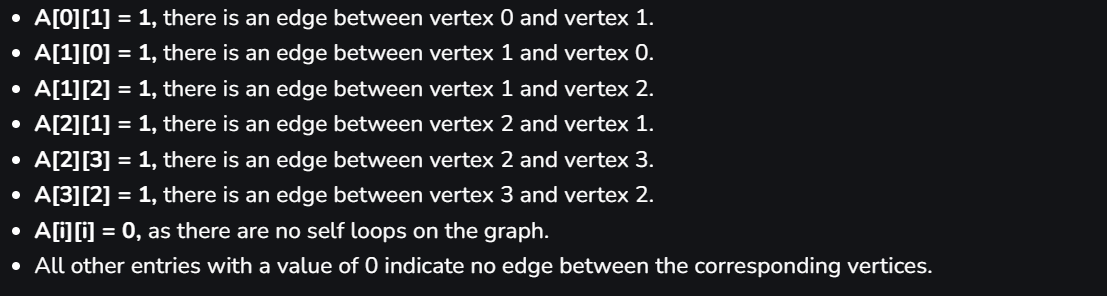 • A[0][1] = 1, there is an edge between vertex 0 and vertex 1.
• A[1][0] = 1, there is an edge between vertex 1 and vertex 0.
• A[1][2] = 1, there is an edge between vertex 1 and vertex 2.
• A[2][1] = 1, there is an edge between vertex 2 and vertex 1.
• A[2][3] = 1, there is an edge between vertex 2 and vertex 3.
• A[3][2] = 1, there is an edge between vertex 3 and vertex 2.
• A[i][i] = 0, as there are no self loops on the graph.
• All other entries with a value of 0 indicate no edge between the corresponding vertices.